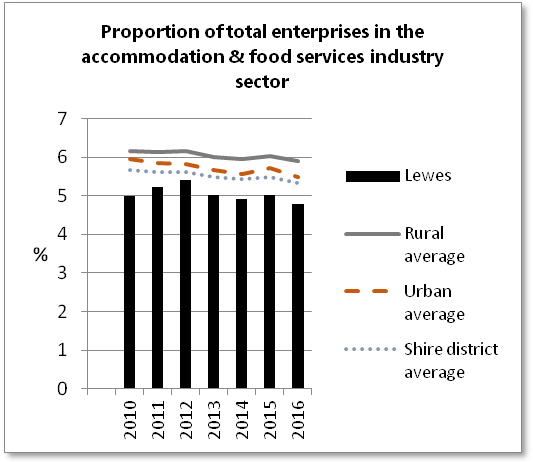 Proportion of total enterprises in the
accommodation & food services industry
sector
7
6
5
4
3
2
1
0
%
2010
2011
2012
2013
2014
2015
2016
Lewes
Rural
average
Urban
average
Shire district
average